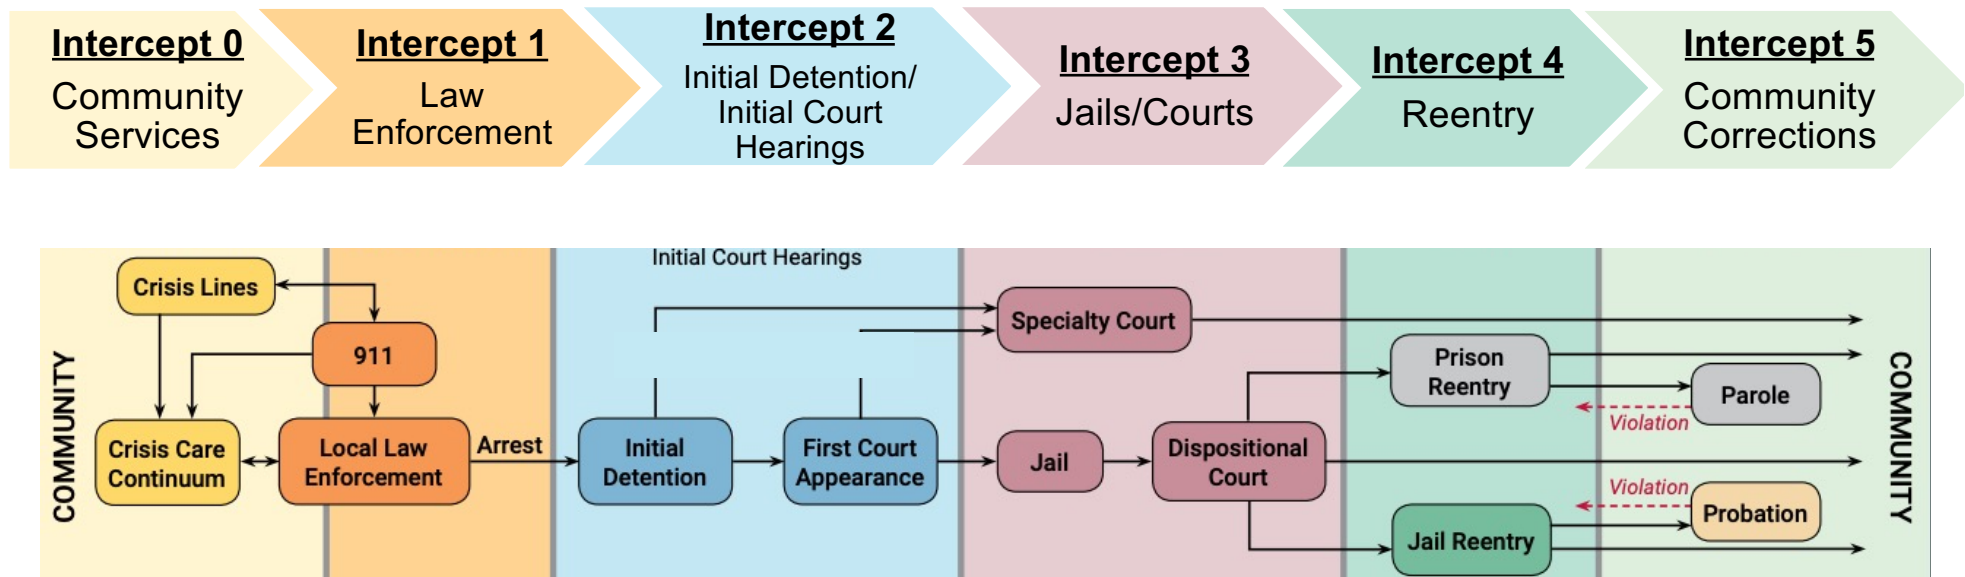 Intercept 0
Community
Services
Intercept 1
Law
Enforcement
Intercept 2
Initial Detention/
Initial Court
Hearings
Intercept 3
Jails/Courts
Intercept 4
Reentry
Intercept 5
Community
Corrections
COMMUNITY
Crisis Lines
911
Crisis Care
Continuum
Local Law
Enforcement
Arrest
Initial Court Hearings
Initial
Detention
First Court
Appearance
Specialty Court
Jail
Dispositional
Court
Prison
Reentry
Parole
Violation
Violation
Probation
Jail Reentry
COMMUNITY